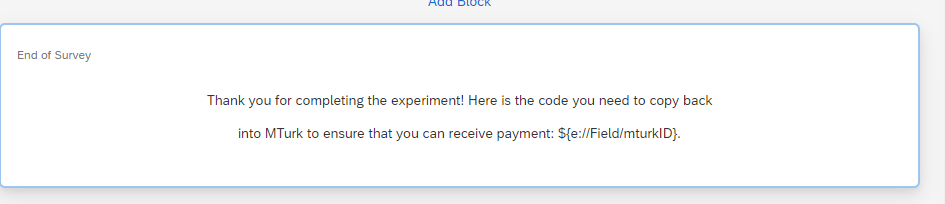 Add Block
End of Survey
Thank you for completing the experiment! Here is the code you need to copy back
into MTurk to ensure that you can receive payment: ${e://Field/mturkID}.